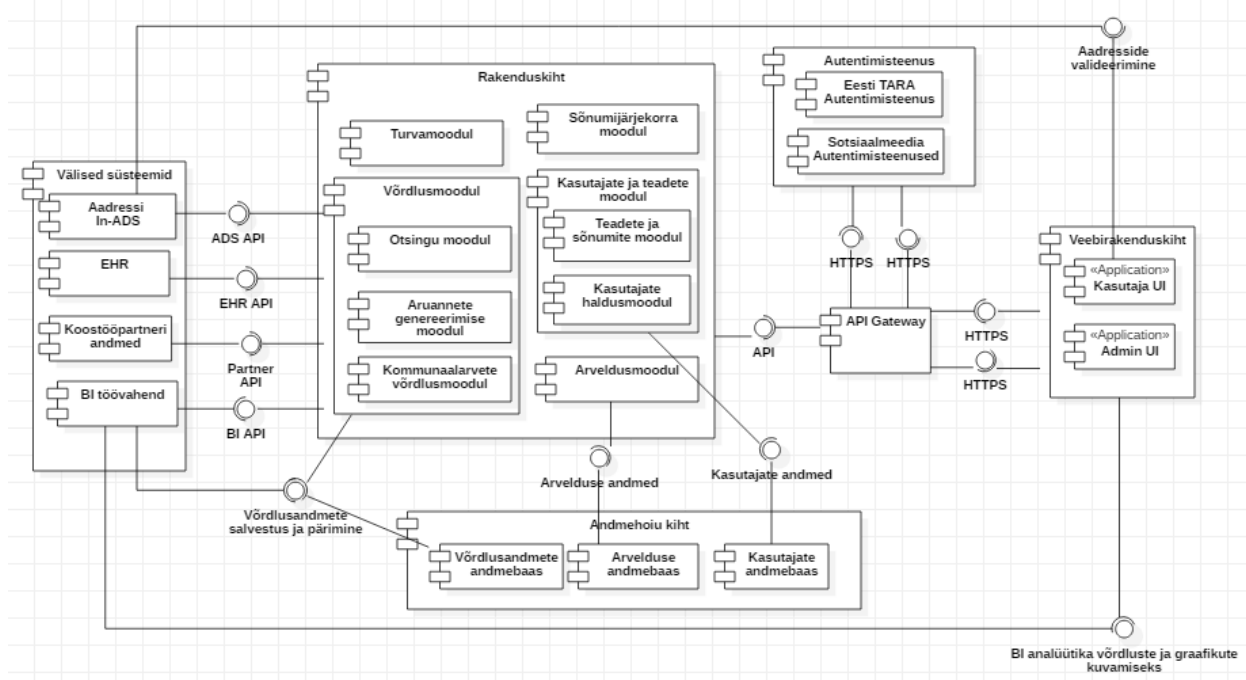 Aadresside
valideerimine
Autentimisteenus
Eesti TARA
Autentimisteenus
Sotsiaalmeedia
Autentimisteenused
Rakenduskiht
Sõnumijärjekorra
moodul
Turvamoodul
Välised süsteemid
Aadressi
In-ADS
EHR
Koostööpartneri
andmed
BI töövahend
ADS API
EHR API
Partner
API
BI API
Võrdlusmoodul
Otsingu moodul
Aruannete
genereerimise
moodul
Kommunaalarvete
võrdlusmoodul
Kasutajate ja teadete
moodul
Teadete ja
sõnumite moodul
Kasutajate
haldusmoodul
Arveldusmoodul
API
HTTPS
HTTPS
API Gateway
HTTPS
HTTPS
Veebirakenduskiht
«Application»
Kasutaja UI
«Application»
Admin UI
Võrdlusandmete
salvestus ja pärimine
Arvelduse andmed
Kasutajate andmed
Andmehoiu kiht
Võrdlusandmete
andmebaas
Arvelduse
andmebaas
Kasutajate
andmebaas
BI analüütika võrdluste ja graafikute
kuvamiseks